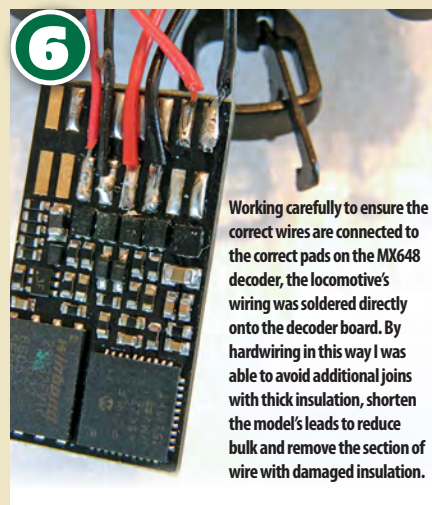 6
Working carefully to ensure the
correct wires are connected to
the correct pads on the MX648
decoder, the locomotive's
wiring was soldered directly
onto the decoder board. By
hardwiring in this way I was
able to avoid additional joins
with thick insulation, shorten
the model's leads to reduce
bulk and remove the section of
wire with damaged insulation.
winbond